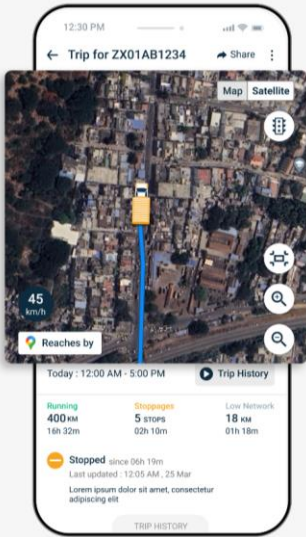 12:30 PM
Trip for ZX01AB1234
Share
Map
Satellite
45
km/h
Reaches by
Today : 12:00 AM - 5:00 PM
Trip History
Running
Stoppages
Low Network
400 KM
5 STOPS
18 KM
16h 32m
02h 10m
01h 18m
Stopped since 06h 19m
Last updated : 12:05 AM , 25 Mar
Lorem ipsum dolor sit amet, consectetur
adipiscing elit
TRIP HISTORY